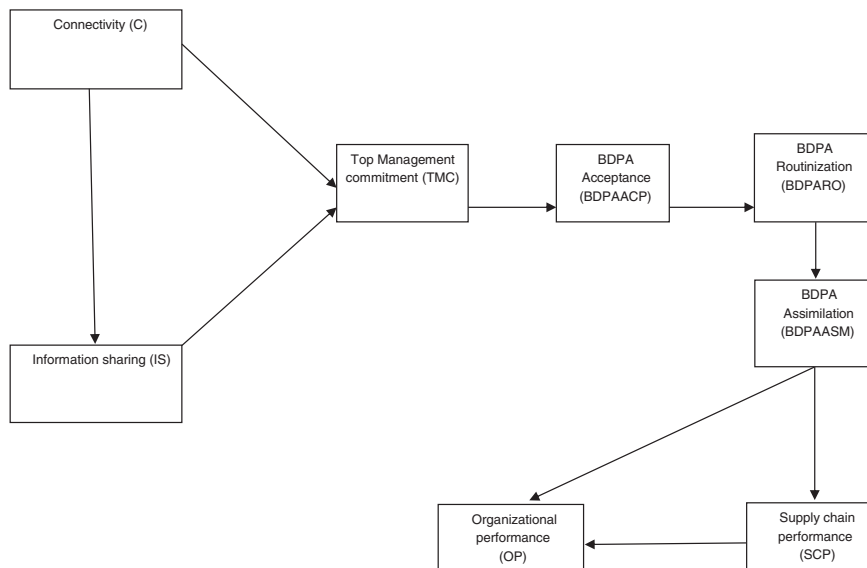 Connectivity (C)
Top Management
commitment (TMC)
BDPA
Acceptance
(BDPAACP)
BDPA
Routinization
(BDPARO)
BDPA
Assimilation
(BDPAASM)
Information sharing (IS)
Organizational
performance
(OP)
Supply chain
performance
(SCP)